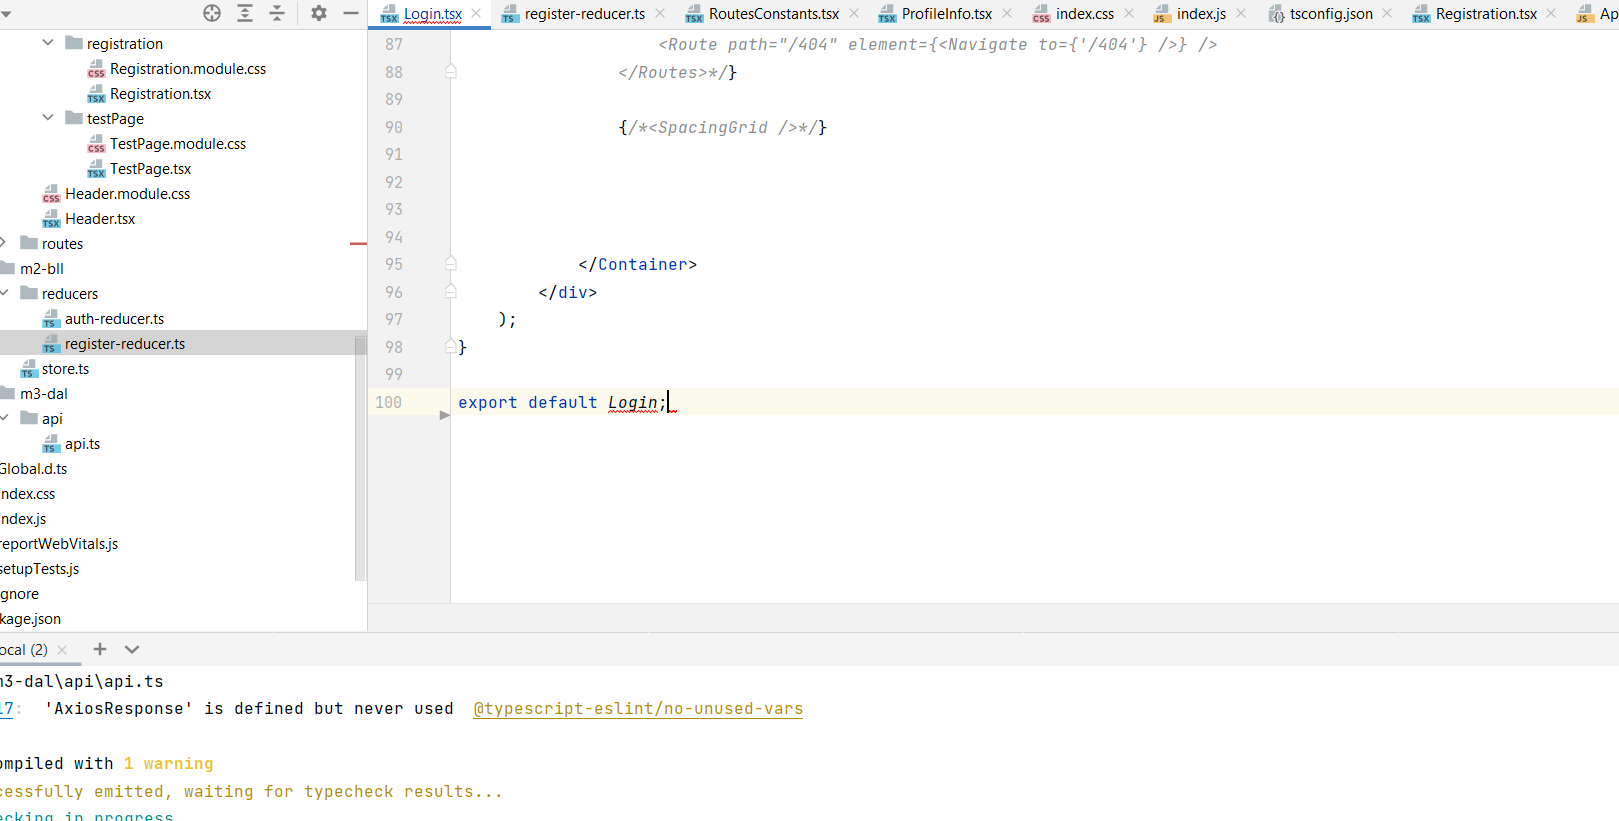 Login.tsx register-reducer.ts RoutesConstants.tsx ProfileInfo.tsx index.css index.js tsconfig.json Registration.tsx Ap
registration
Registration.module.css
Registration.tsx
testPage
TestPage.module.css
TestPage.tsx
Header.module.css
Header.tsx
routes
m2-bll
reducers
auth-reducer.ts
register-reducer.ts
store.ts
m3-dal
api
api.ts
Global.d.ts
ndex.css
ndex.js
reportWebVitals.js
setupTests.js
gnore
kage.json
87 <Route path="/404" element={<Navigate to={'/404'} />} />
88 </Routes>*/}
89
90 {/*<SpacingGrid />*/}
91
92
93
94
95 </Container>
96 </div>
97 );
98 }
99
100 export default Login;
ocal (2)
m3-dal\api\api.ts
17: 'AxiosResponse' is defined but never used @typescript-eslint/no-unused-vars
ompiled with 1 warning
cessfully emitted, waiting for typecheck results...
ecking in progress